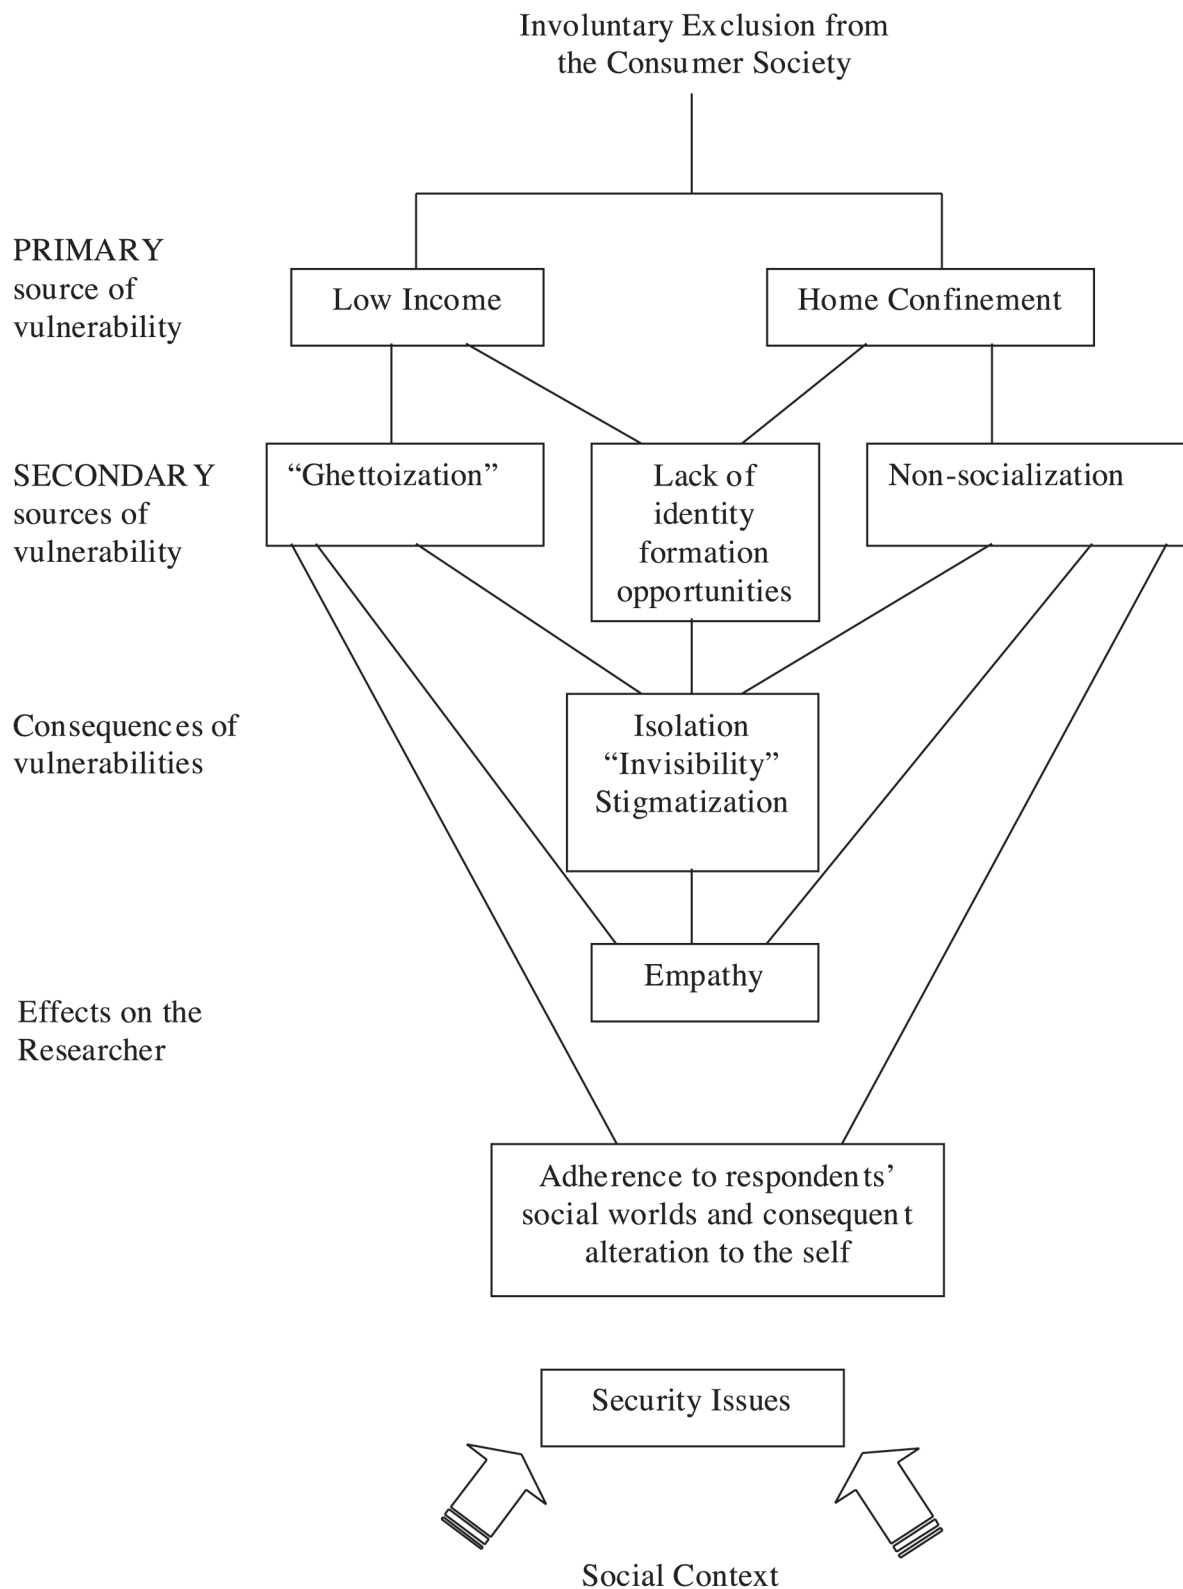 Involuntary Exclusion from
the Consumer Society
PRIMARY
source of
vulnerability
Low Income
Home Confinement
SECONDARY
sources of
vulnerability
“Ghettoization”
Lack of
identity
formation
opportunities
Non-socialization
Consequences of
vulnerabilities
Isolation
“Invisibility”
Stigmatization
Effects on the
Researcher
Empathy
Adherence to respondents’
social worlds and consequent
alteration to the self
Security Issues
Social Context